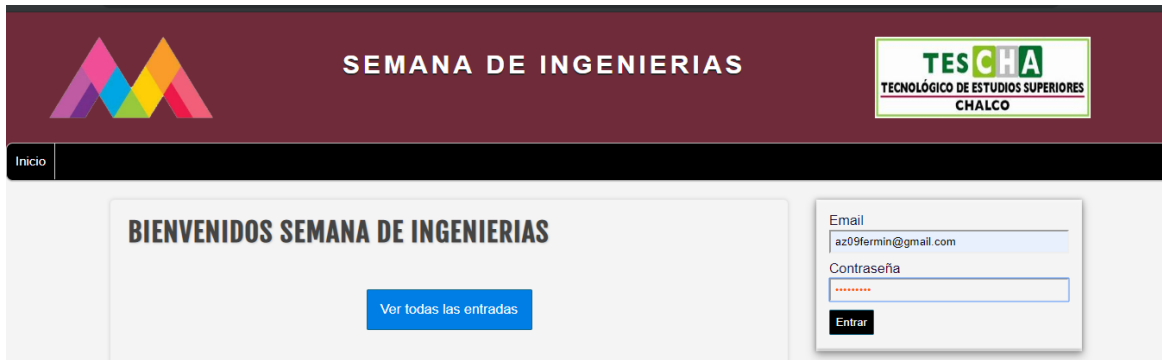 SEMANA DE INGENIERIAS
TESCHA
TECNOLÓGICO DE ESTUDIOS SUPERIORES
CHALCO
Inicio
BIENVENIDOS SEMANA DE INGENIERIAS
Ver todas las entradas
Email
az09fermin@gmail.com
Contraseña
•••••••••
Entrar